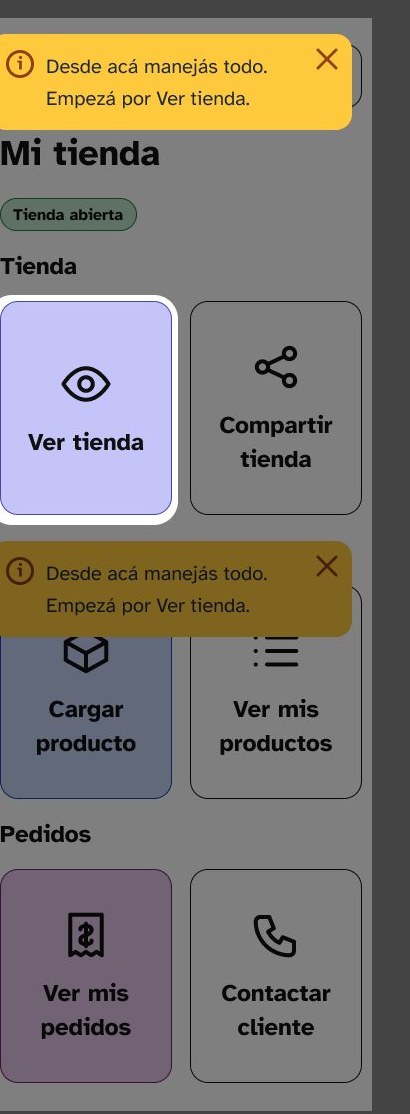 Desde acá manejás todo.
Empezá por Ver tienda.
Mi tienda
Tienda abierta
Tienda
Ver tienda
Compartir
tienda
Desde acá manejás todo.
Empezá por Ver tienda.
Cargar
producto
Ver mis
productos
Pedidos
Ver mis
pedidos
Contactar
cliente